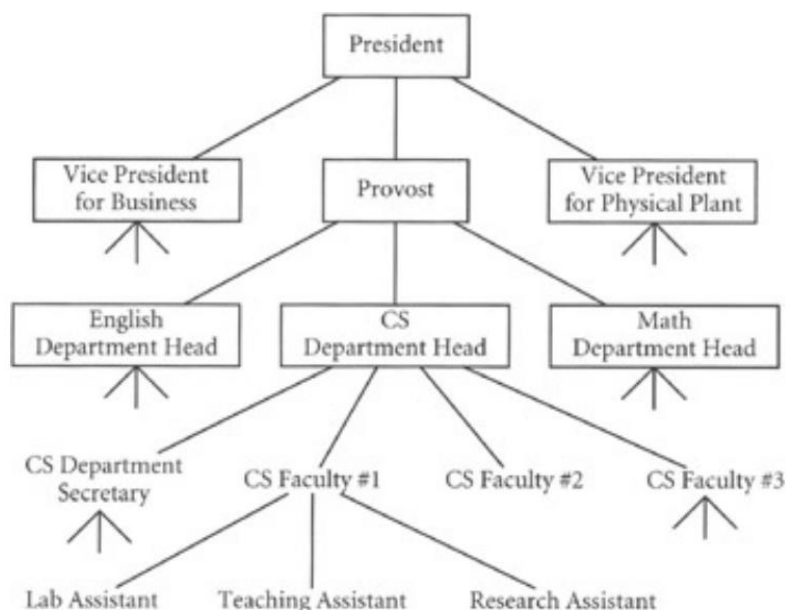 President
Vice President
for Business
Provost
Vice President
for Physical Plant
English
Department Head
CS
Department Head
Math
Department Head
CS Department
Secretary
CS Faculty #1
CS Faculty #2
CS Faculty #3
Lab Assistant
Teaching Assistant
Research Assistant